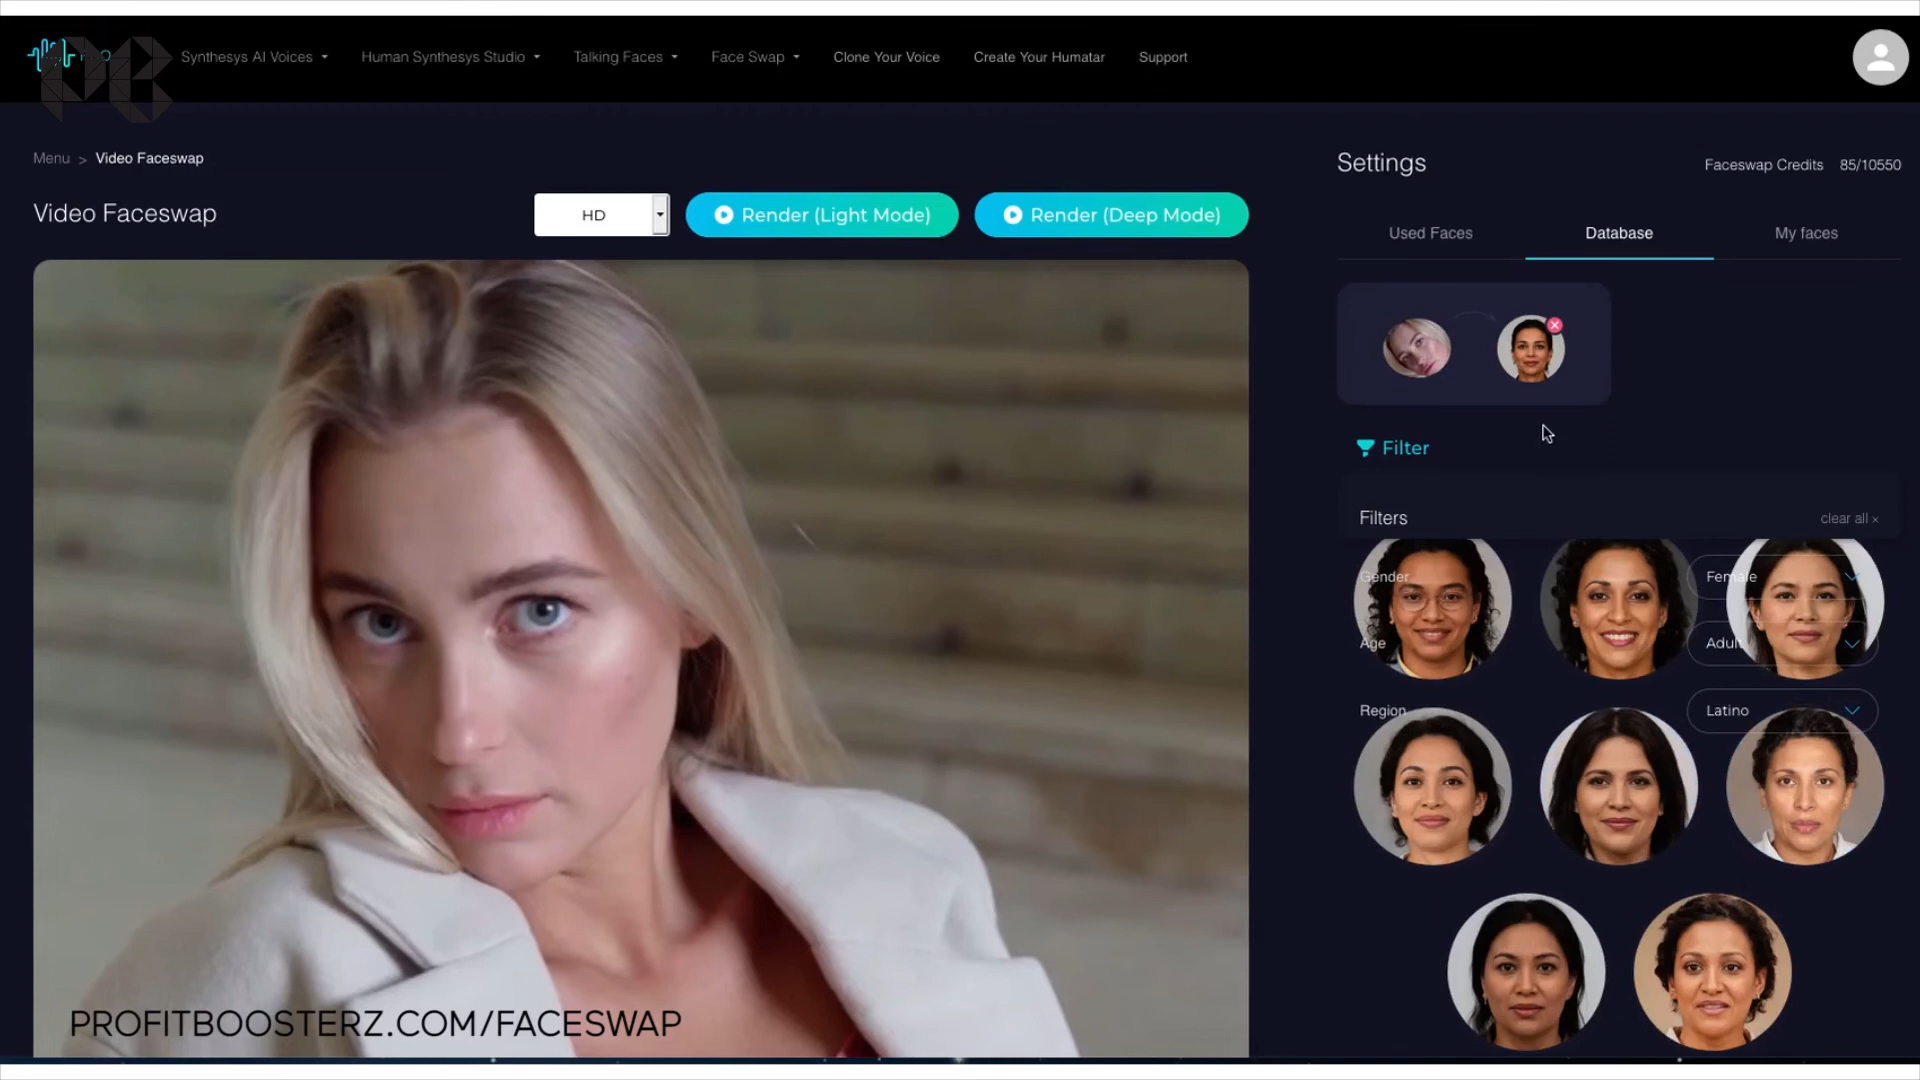 Synthesys AI Voices
Human Synthesys Studio
Talking Faces
Face Swap
Clone Your Voice
Create Your Humatar
Support
Menu > Video Faceswap
Video Faceswap
HD
Render (Light Mode)
Render (Deep Mode)
Settings
Faceswap Credits 85/10550
Used Faces
Database
My faces
Filter
Filters
clear all ×
Gender
Female
Age
Adult
Region
Latino
PROFITBOOSTERZ.COM/FACESWAP